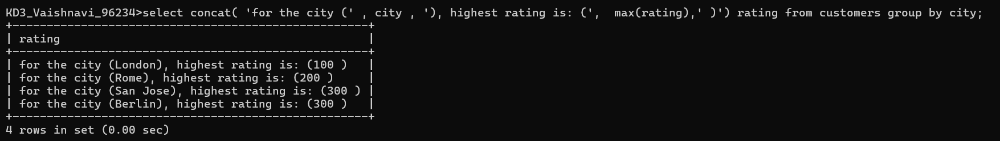 KD3_Vaishnavi_96234>select concat( 'for the city (' , city , '), highest rating is: (',  max(rating),' )') rating from customers group by city;
+----------------------------------------------------+
| rating                                             |
+----------------------------------------------------+
| for the city (London), highest rating is: (100 )   |
| for the city (Rome), highest rating is: (200 )     |
| for the city (San Jose), highest rating is: (300 ) |
| for the city (Berlin), highest rating is: (300 )   |
+----------------------------------------------------+
4 rows in set (0.00 sec)